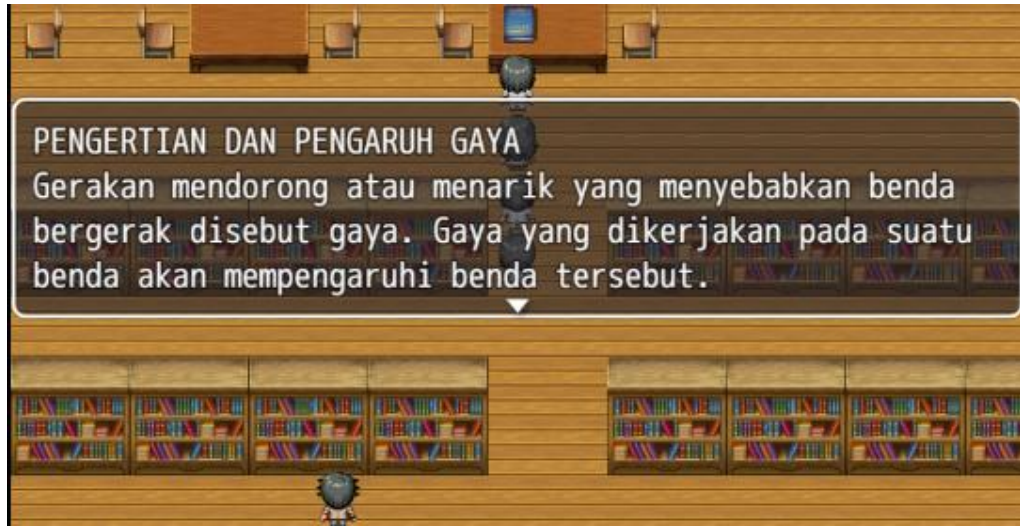 PENGERTIAN DAN PENGARUH GAYA
Gerakan mendorong atau menarik yang menyebabkan benda
bergerak disebut gaya. Gaya yang dikerjakan pada suatu
benda akan mempengaruhi benda tersebut.